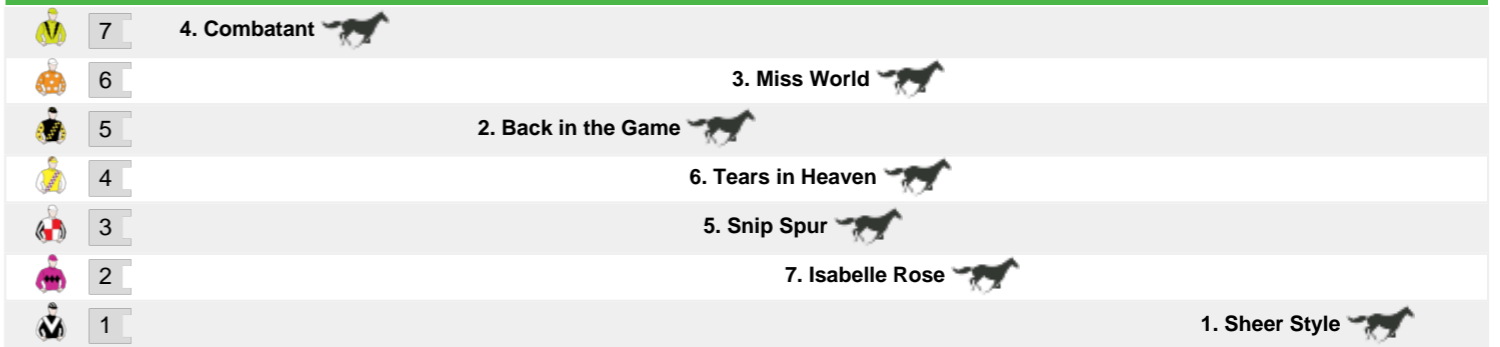 7 4. Combatant
6 3. Miss World
5 2. Back in the Game
4 6. Tears in Heaven
3 5. Snip Spur
2 7. Isabelle Rose
1 1. Sheer Style